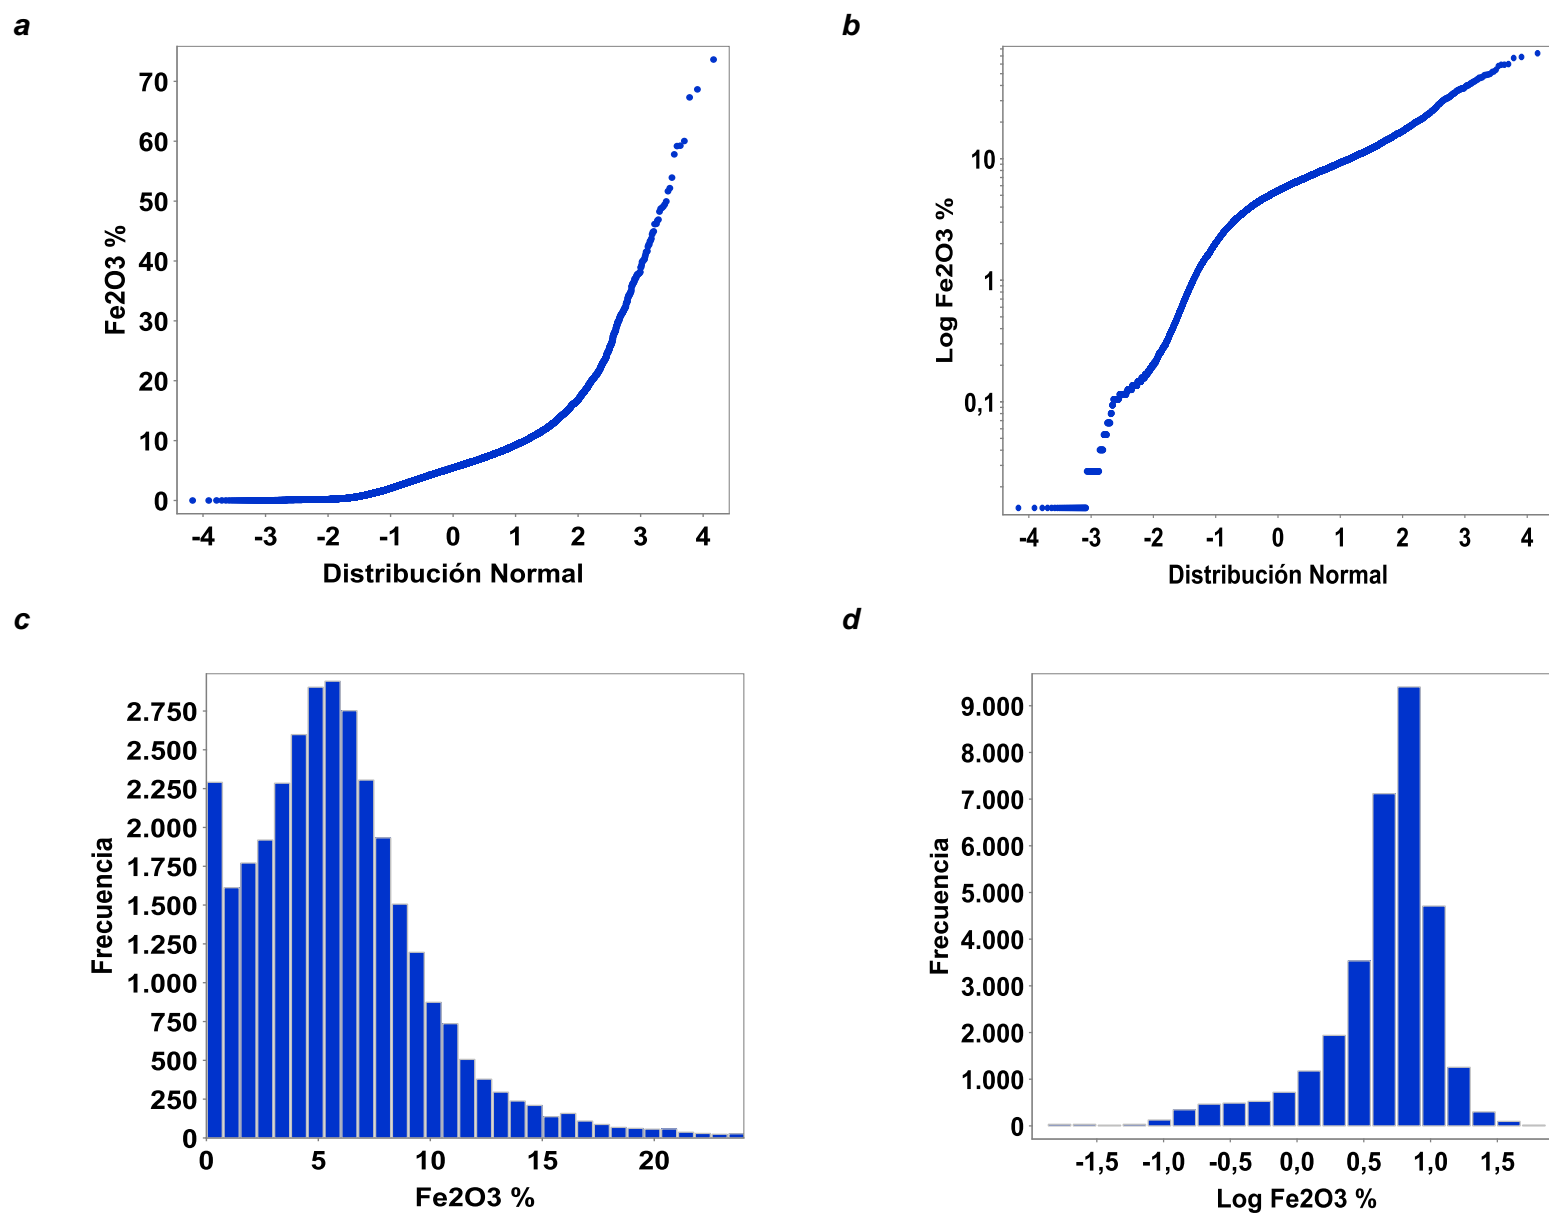 a
b
70
60
50
40
30
20
10
0
Fe2O3 %
-4 -3 -2 -1 0 1 2 3 4
Distribución Normal
10
1
0,1
Log Fe2O3 %
-4 -3 -2 -1 0 1 2 3 4
Distribución Normal
c
d
2.750
2.500
2.250
2.000
1.750
1.500
1.250
1.000
750
500
250
0
Frecuencia
0 5 10 15 20
Fe2O3 %
9.000
8.000
7.000
6.000
5.000
4.000
3.000
2.000
1.000
0
Frecuencia
-1,5 -1,0 -0,5 0,0 0,5 1,0 1,5
Log Fe2O3 %